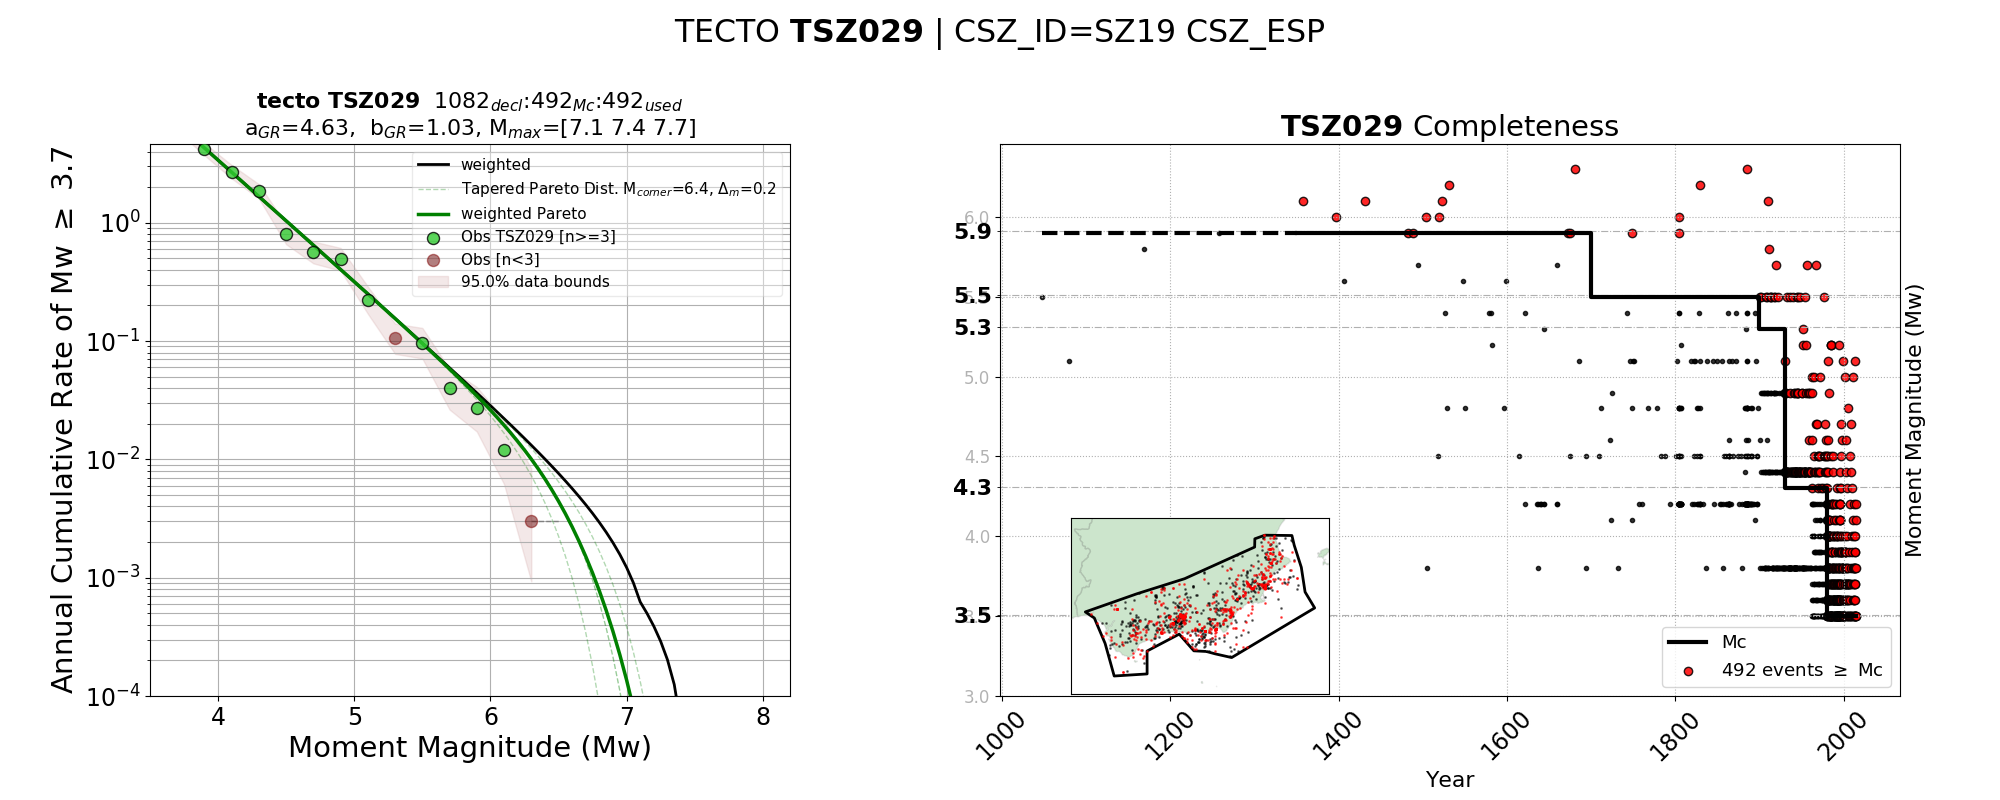 TECTO TSZ029 | CSZ_ID=SZ19 CSZ_ESP
tecto TSZ029 1082decl:492Mc:492used
aGR=4.63, bGR=1.03, Mmax=[7.1 7.4 7.7]
Annual Cumulative Rate of Mw ≥ 3.7
10^0
10^−1
10^−2
10^−3
10^−4
weighted
Tapered Pareto Dist. Mcorner=6.4, Δm=0.2
weighted Pareto
Obs TSZ029 [n>=3]
Obs [n<3]
95.0% data bounds
4 5 6 7 8
Moment Magnitude (Mw)
TSZ029 Completeness
6.0
5.9
5.5
5.3
5.0
4.5
4.3
4.0
3.5
3.0
Mc
492 events ≥ Mc
1000 1200 1400 1600 1800 2000
Year
Moment Magnitude (Mw)